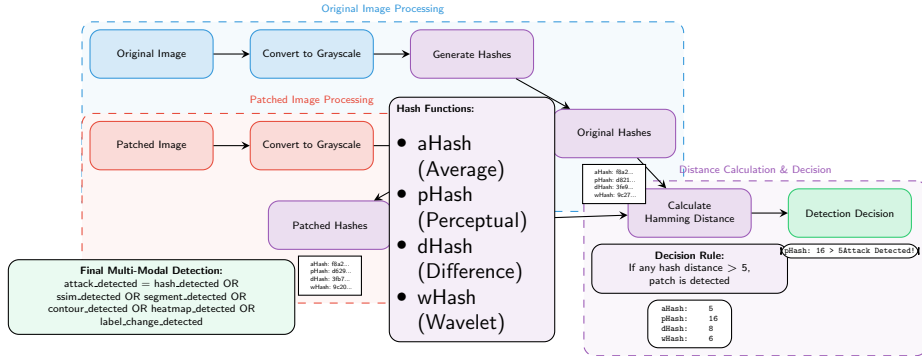 Original Image Processing
Original Image
Convert to Grayscale
Generate Hashes
Patched Image Processing
Patched Image
Convert to Grayscale
Hash Functions:
• aHash
(Average)
• pHash
(Perceptual)
• dHash
(Difference)
• wHash
(Wavelet)
Original Hashes
aHash: f8a2...
pHash: d821...
dHash: 3fe9...
wHash: 9c27...
Patched Hashes
aHash: f8a2...
pHash: d629...
dHash: 3fb7...
wHash: 9c20...
Distance Calculation & Decision
Calculate
Hamming Distance
Detection Decision
pHash: 16 > 5Attack Detected!
Decision Rule:
If any hash distance > 5,
patch is detected
aHash: 5
pHash: 16
dHash: 8
wHash: 6
Final Multi-Modal Detection:
attack_detected = hash_detected OR
ssim_detected OR segment_detected OR
contour_detected OR heatmap_detected OR
label_change_detected